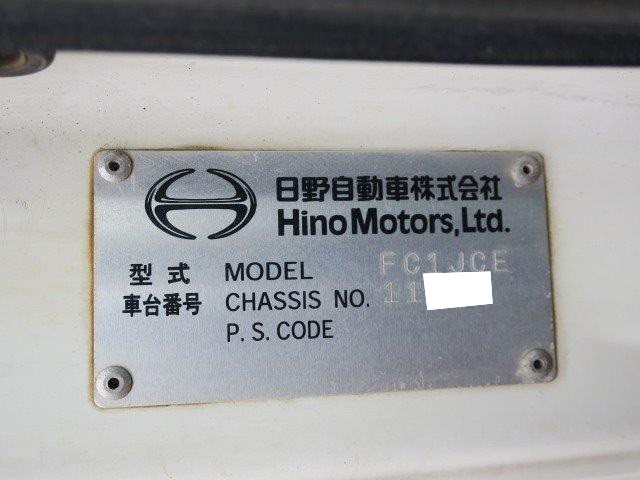 日野自動車株式会社
Hino Motors, Ltd.
型式 MODEL FC1JCE
車台番号 CHASSIS NO. 11
P. S. CODE